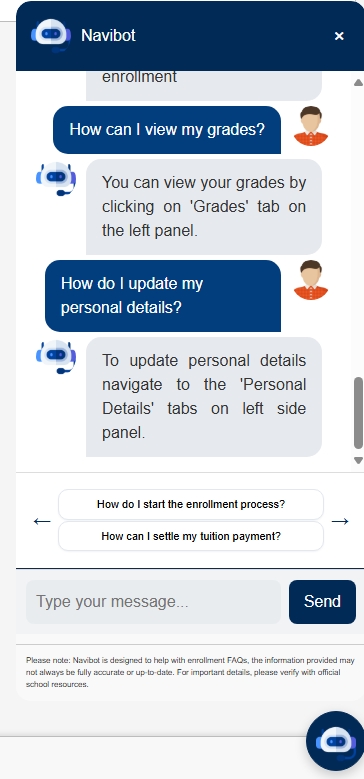 Navibot
×
enrollment
How can I view my grades?
You can view your grades by
clicking on 'Grades' tab on
the left panel.
How do I update my
personal details?
To update personal details
navigate to the 'Personal
Details' tabs on left side
panel.
How do I start the enrollment process?
← →
How can I settle my tuition payment?
Type your message...
Send
Please note: Navibot is designed to help with enrollment FAQs, the information provided may
not always be fully accurate or up-to-date. For important details, please verify with official
school resources.